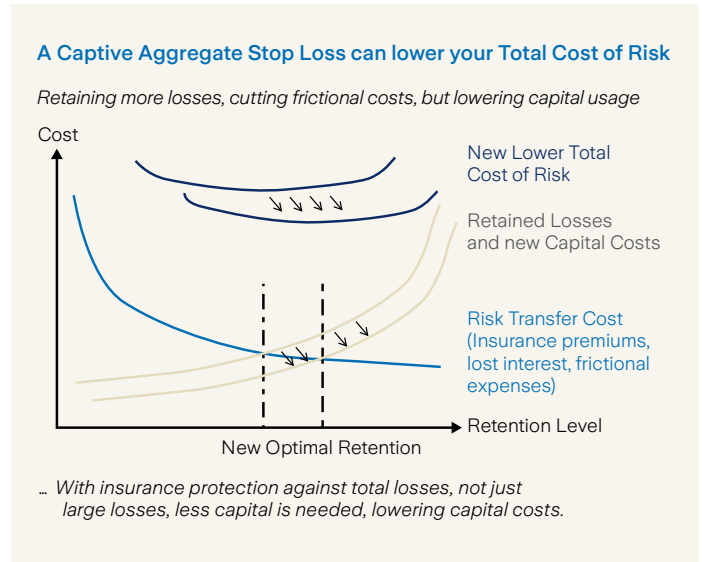 A Captive Aggregate Stop Loss can lower your Total Cost of Risk
Retaining more losses, cutting frictional costs, but lowering capital usage
Cost
New Lower Total
Cost of Risk
Retained Losses
and new Capital Costs
Risk Transfer Cost
(Insurance premiums,
lost interest, frictional
expenses)
Retention Level
New Optimal Retention
… With insurance protection against total losses, not just
large losses, less capital is needed, lowering capital costs.